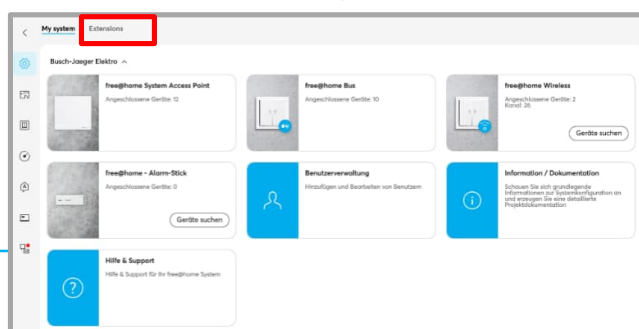 My system Extensions
Busch-Jaeger Elektro
free@home System Access Point
Angeschlossene Geräte: 12
free@home Bus
Angeschlossene Geräte: 10
free@home Wireless
Angeschlossene Geräte: 2
Kanal: 26
Geräte suchen
free@home - Alarm-Stick
Angeschlossene Geräte: 0
Geräte suchen
Benutzerverwaltung
Hinzufügen und Bearbeiten von Benutzern
Information / Dokumentation
Schauen Sie sich grundlegende
Informationen zur Systemkonfiguration an
und erzeugen Sie eine detaillierte
Projektdokumentation
Hilfe & Support
Hilfe & Support für Ihr free@home System